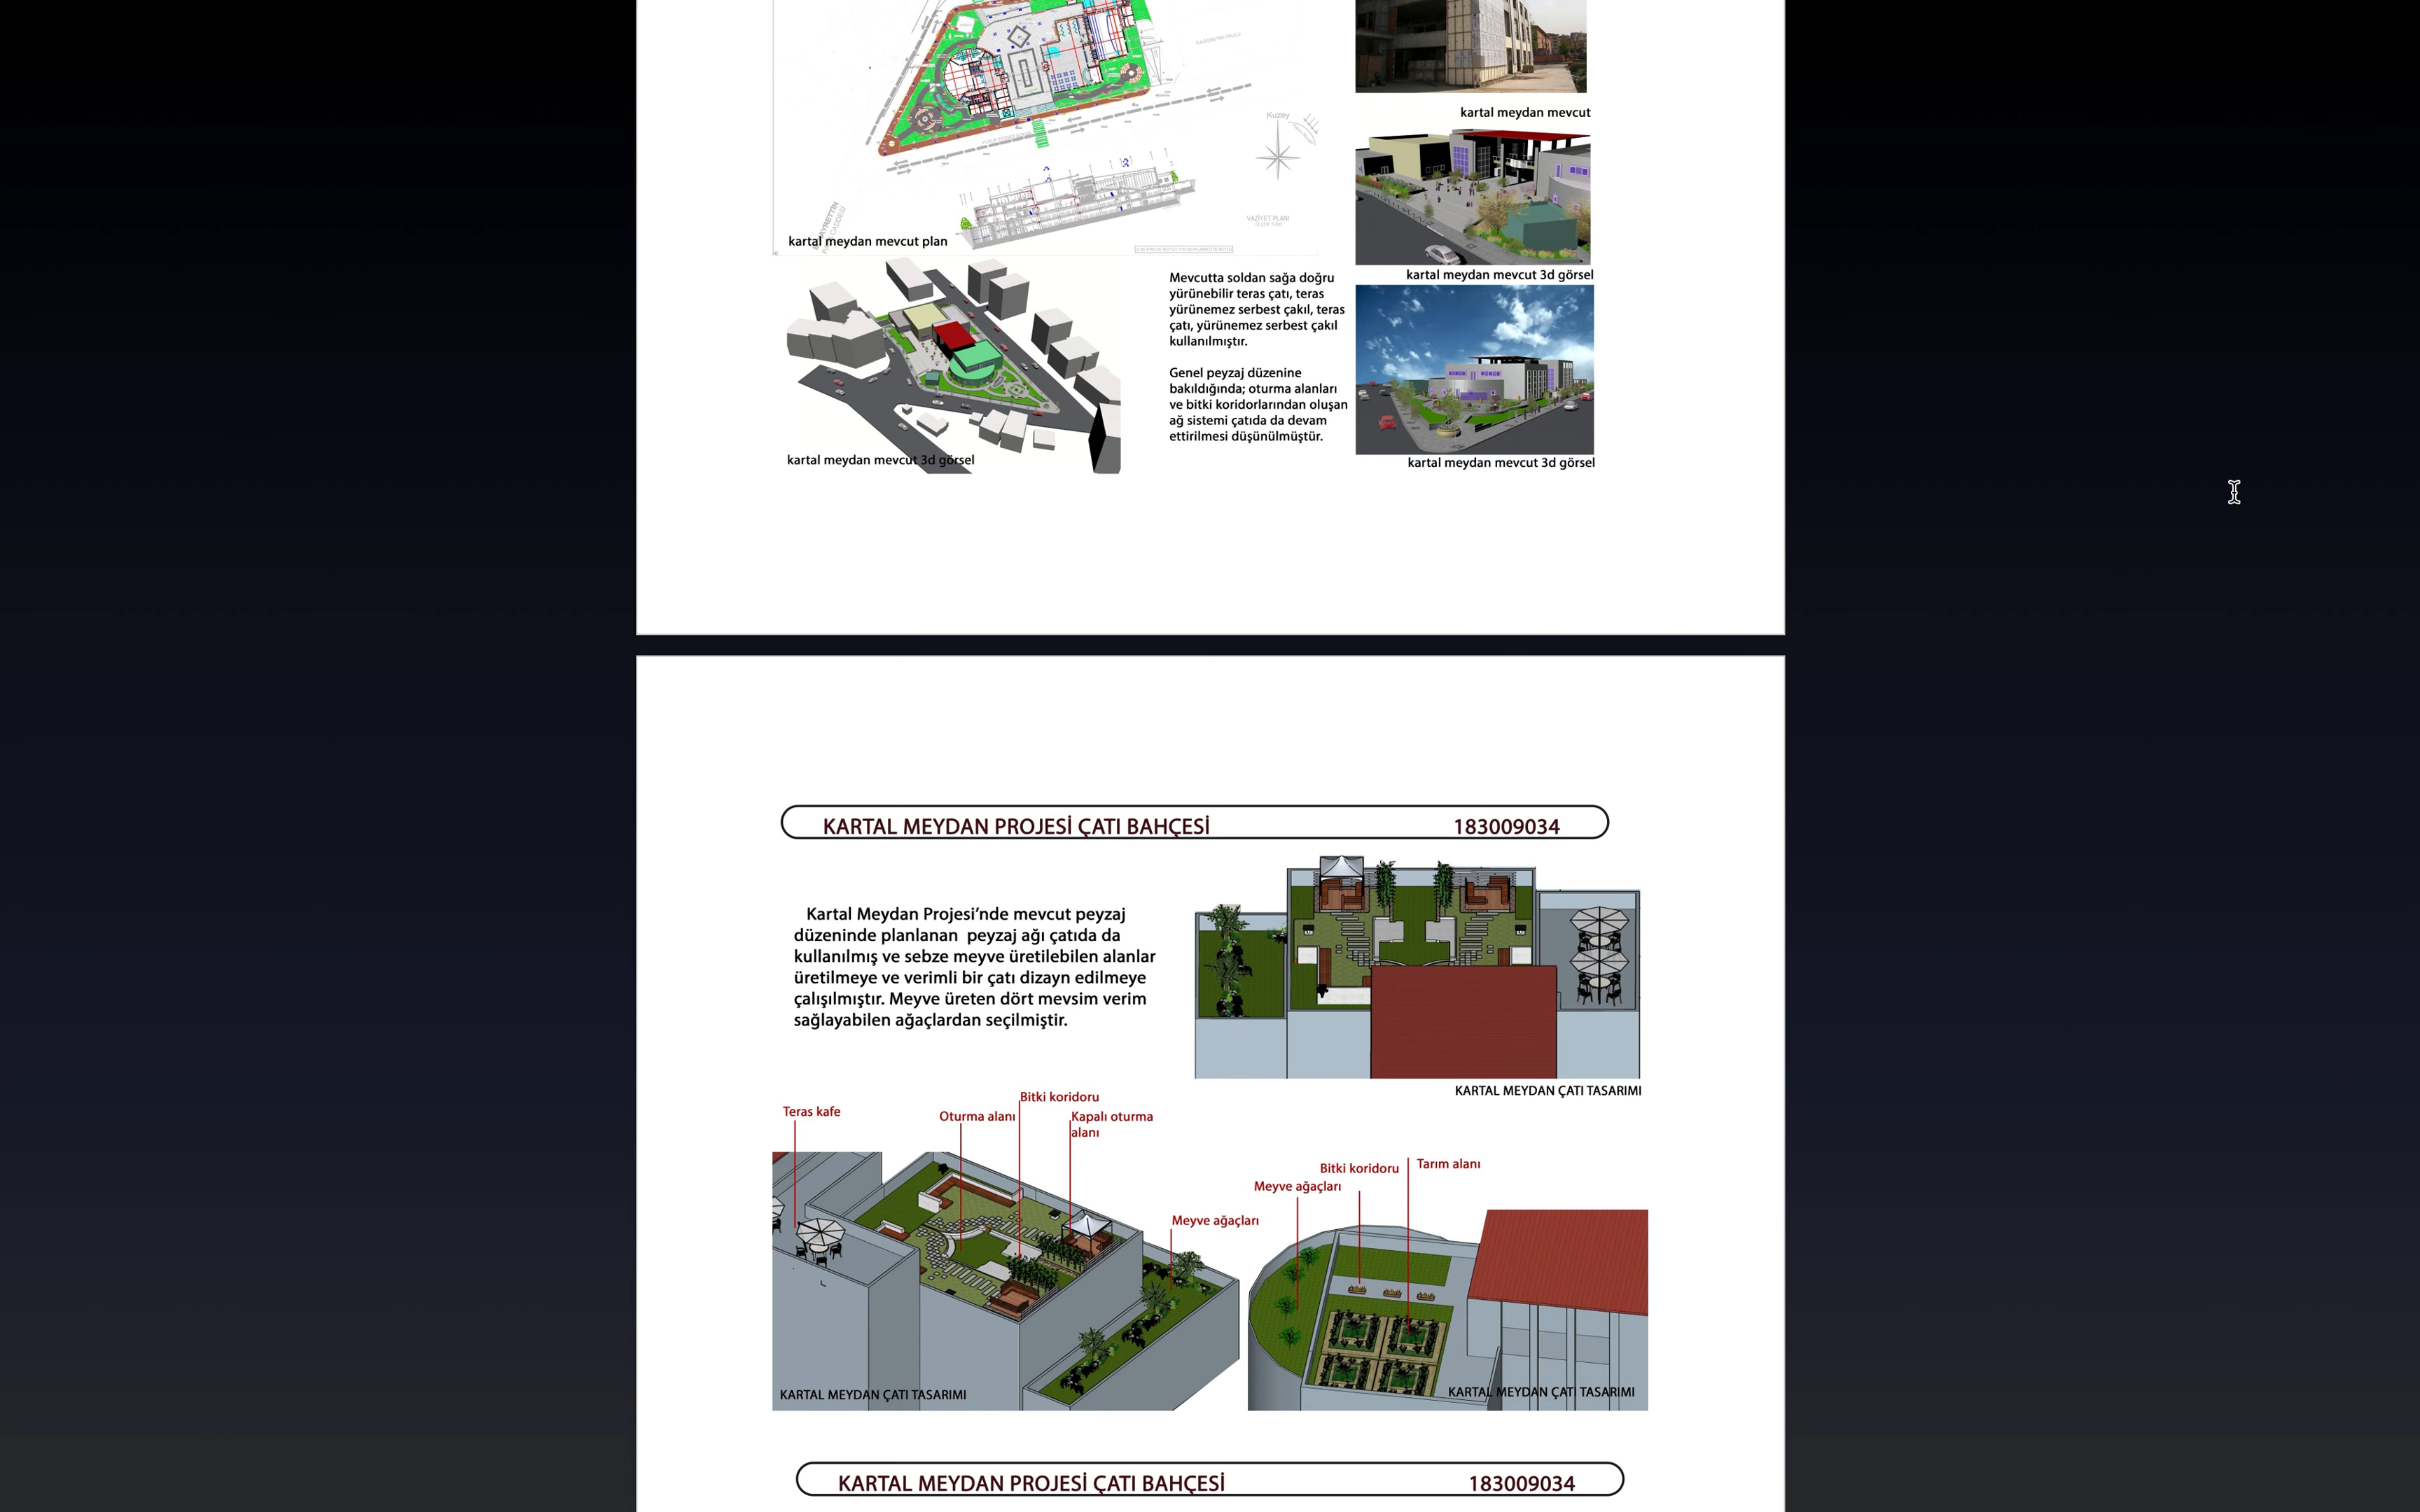 kartal meydan mevcut
Kuzey
VAZİYET PLANI
kartal meydan mevcut plan
kartal meydan mevcut 3d görsel
Mevcutta soldan sağa doğru
yürünebilir teras çatı, teras
yürünemez serbest çakıl, teras
çatı, yürünemez serbest çakıl
kullanılmıştır.
Genel peyzaj düzenine
bakıldığında; oturma alanları
ve bitki koridorlarından oluşan
ağ sistemi çatıda da devam
ettirilmesi düşünülmüştür.
kartal meydan mevcut 3d görsel
kartal meydan mevcut 3d görsel
KARTAL MEYDAN PROJESİ ÇATI BAHÇESİ 183009034
Kartal Meydan Projesi’nde mevcut peyzaj
düzeninde planlanan peyzaj ağı çatıda da
kullanılmış ve sebze meyve üretilebilen alanlar
üretilmeye ve verimli bir çatı dizayn edilmeye
çalışılmıştır. Meyve üreten dört mevsim verim
sağlayabilen ağaçlardan seçilmiştir.
KARTAL MEYDAN ÇATI TASARIMI
Teras kafe
Oturma alanı
Bitki koridoru
Kapalı oturma
alanı
Meyve ağaçları
KARTAL MEYDAN ÇATI TASARIMI
Meyve ağaçları
Bitki koridoru
Tarım alanı
KARTAL MEYDAN ÇATI TASARIMI
KARTAL MEYDAN PROJESİ ÇATI BAHÇESİ 183009034